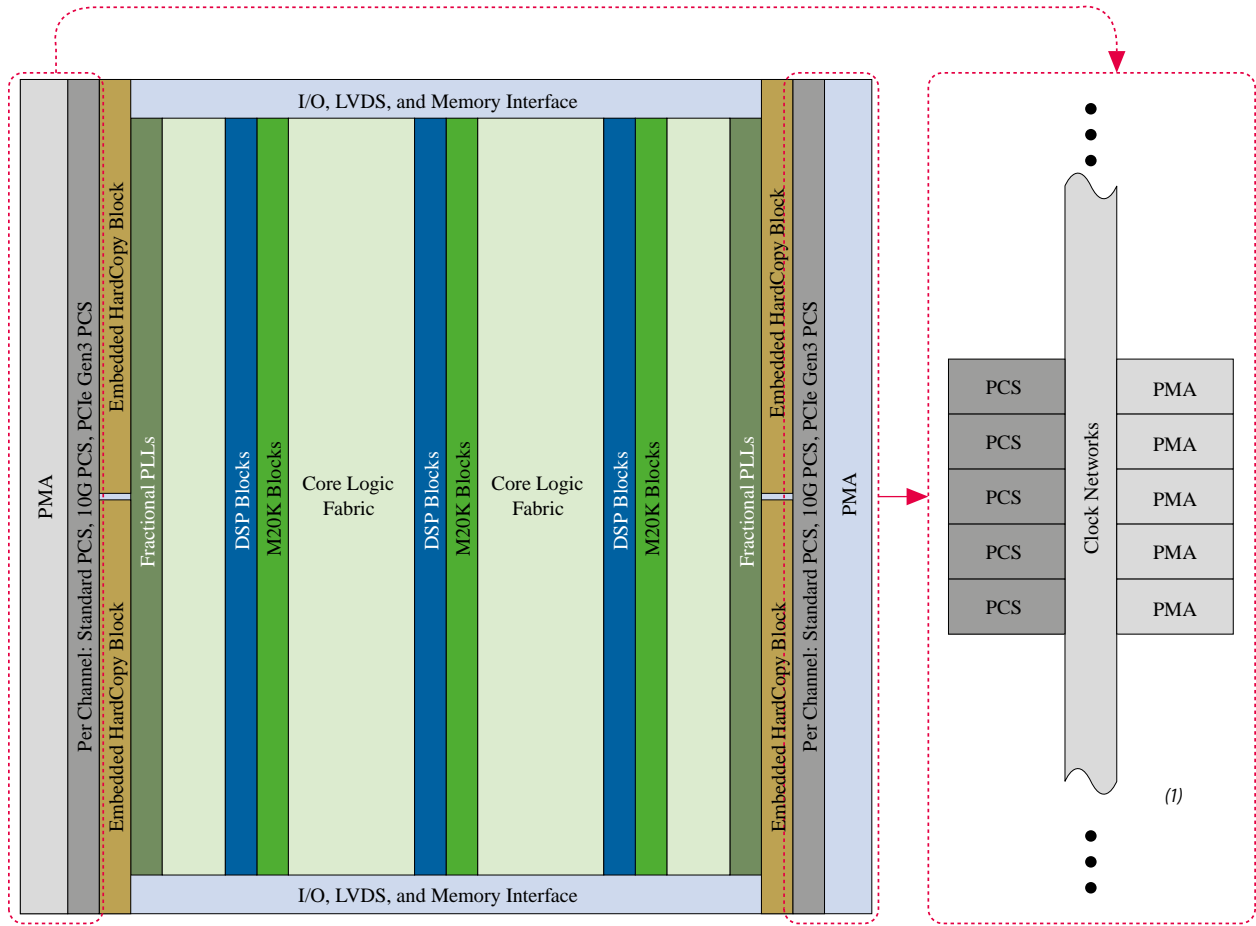 I/O, LVDS, and Memory Interface
PMA
Per Channel: Standard PCS, 10G PCS, PCIe Gen3 PCS
Embedded HardCopy Block
Embedded HardCopy Block
Fractional PLLs
DSP Blocks
M20K Blocks
Core Logic
Fabric
DSP Blocks
M20K Blocks
Core Logic
Fabric
DSP Blocks
M20K Blocks
Fractional PLLs
Embedded HardCopy Block
Embedded HardCopy Block
Per Channel: Standard PCS, 10G PCS, PCIe Gen3 PCS
PMA
I/O, LVDS, and Memory Interface
PCS
PCS
PCS
PCS
PCS
Clock Networks
PMA
PMA
PMA
PMA
PMA
(1)